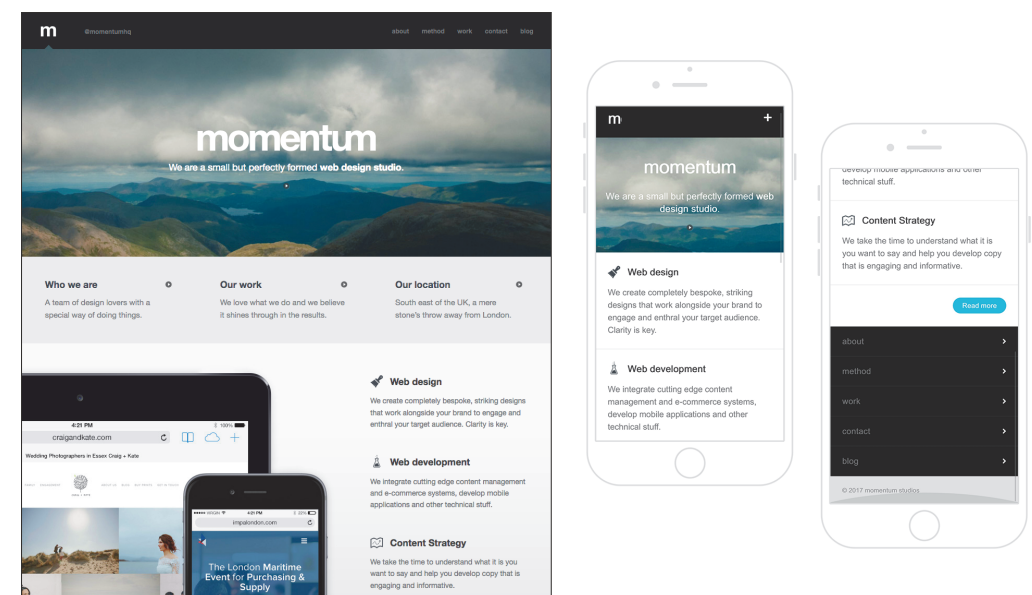 m
@momentumhq
about method work contact blog
momentum
We are a small but perfectly formed web design studio.
Who we are
A team of design lovers with a
special way of doing things.
Our work
We love what we do and we believe
it shines through in the results.
Our location
South east of the UK, a mere
stone's throw away from London.
4:21 PM
100%
craigandkate.com
Wedding Photographers in Essex Craig + Kate
4:21 PM
impalondon.com
The London Maritime
Event for Purchasing &
Supply
Web design
We create completely bespoke, striking designs
that work alongside your brand to engage and
enthral your target audience. Clarity is key.
Web development
We integrate cutting edge content management
and e-commerce systems, develop mobile
applications and other technical stuff.
Content Strategy
We take the time to understand what it is you
want to say and help you develop copy that is
engaging and informative.
m
+
momentum
We are a small but perfectly formed web
design studio.
Web design
We create completely bespoke, striking
designs that work alongside your brand to
engage and enthral your target audience.
Clarity is key.
Web development
We integrate cutting edge content
management and e-commerce systems,
develop mobile applications and other
technical stuff.
develop mobile applications and other
technical stuff.
Content Strategy
We take the time to understand what it is
you want to say and help you develop copy
that is engaging and informative.
Read more
about
method
work
contact
blog
© 2017 momentum studios